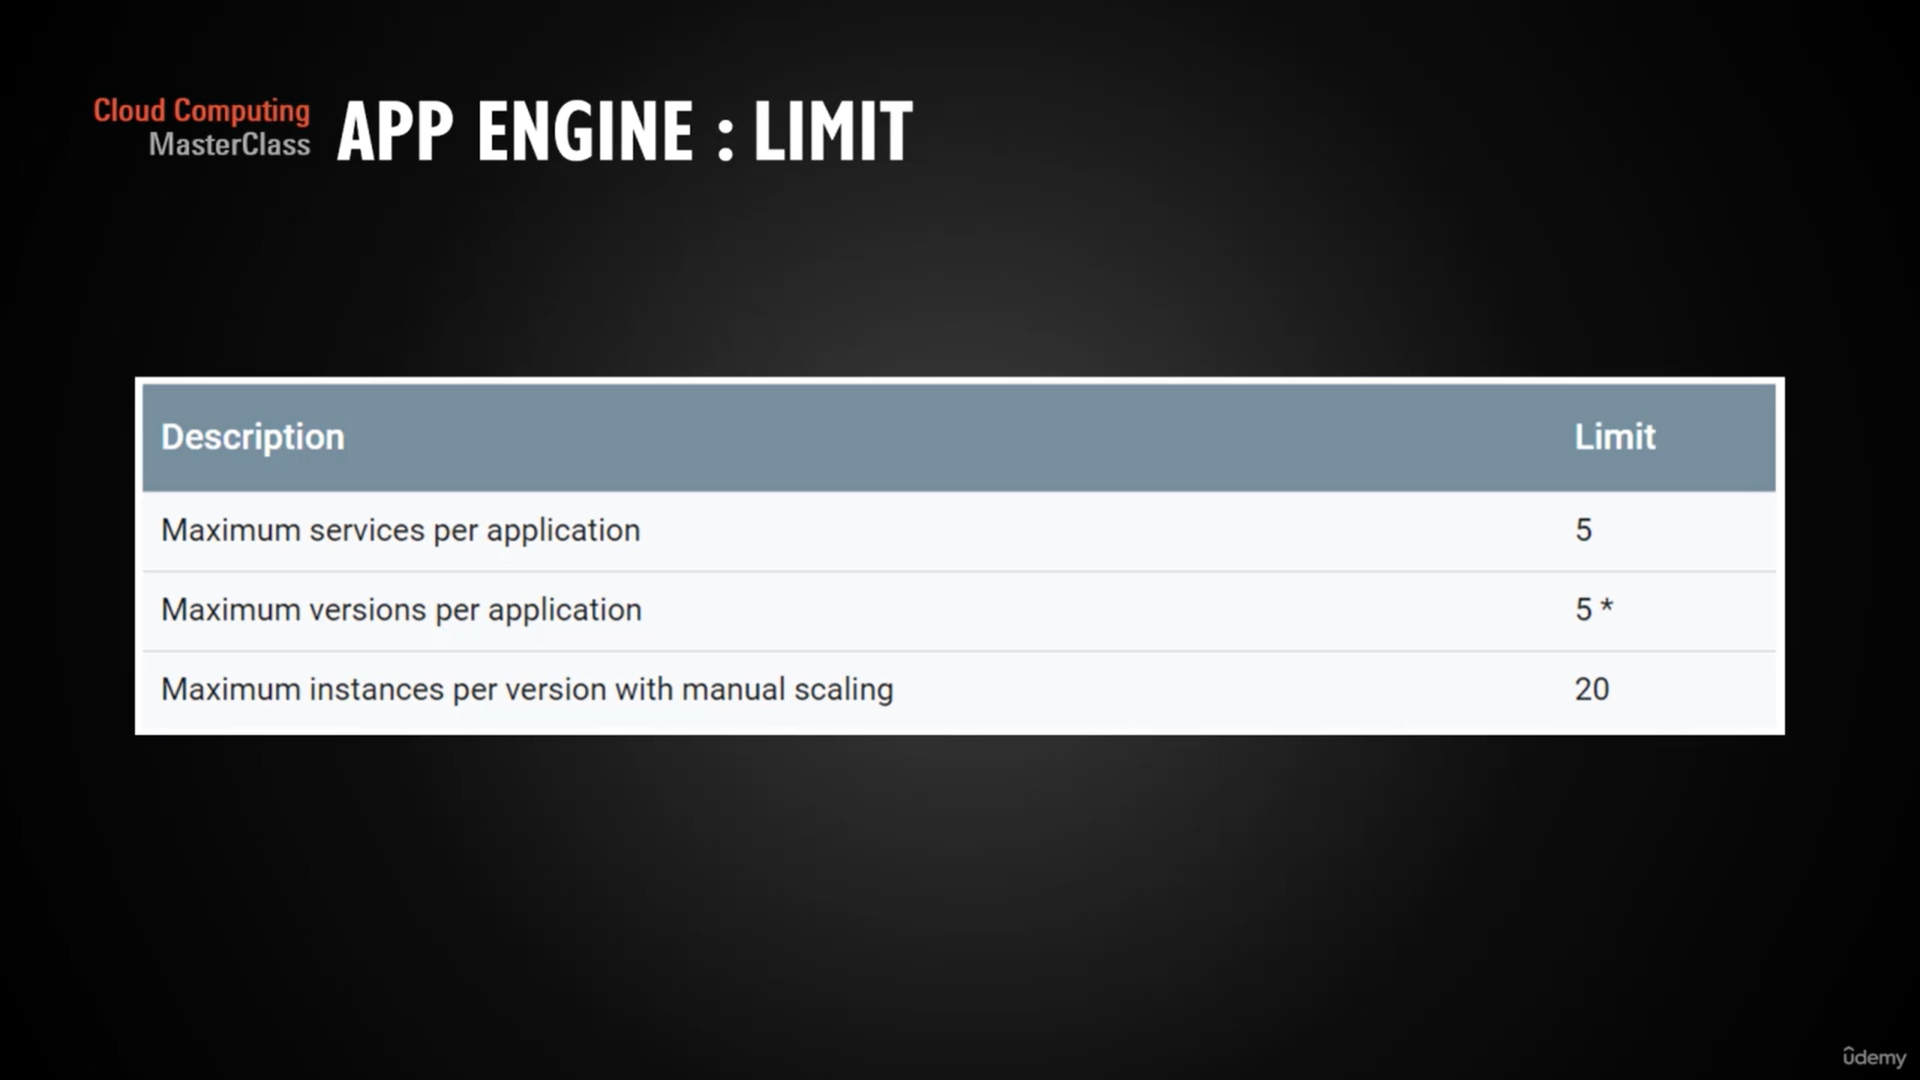 Cloud Computing
MasterClass
APP ENGINE : LIMIT
Description Limit
Maximum services per application 5
Maximum versions per application 5 *
Maximum instances per version with manual scaling 20
ûdemy